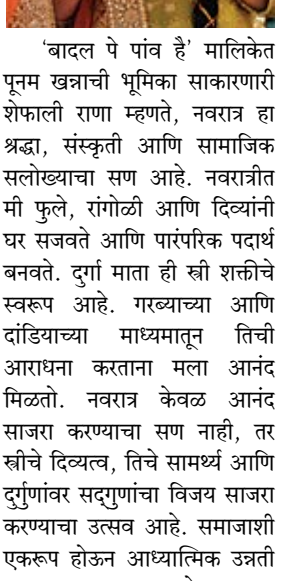 ‘बादल पे पांव है’ मालिकेत
पूनम खन्नाची भूमिका साकारणारी
शेफाली राणा म्हणते, नवरात्र हा
श्रद्धा, संस्कृती आणि सामाजिक
सलोख्याचा सण आहे. नवरात्रीत
मी फुले, रांगोळी आणि दिव्यांनी
घर सजवते आणि पारंपरिक पदार्थ
बनवते. दुर्गा माता ही स्त्री शक्तीचे
स्वरूप आहे. गरब्याच्या आणि
दांडियाच्या माध्यमातून तिची
आराधना करताना मला आनंद
मिळतो. नवरात्र केवळ आनंद
साजरा करण्याचा सण नाही, तर
स्त्रीचे दिव्यत्व, तिचे सामर्थ्य आणि
दुर्गुणांवर सद्‌गुणांचा विजय साजरा
करण्याचा उत्सव आहे. समाजाशी
एकरूप होऊन आध्यात्मिक उन्नती